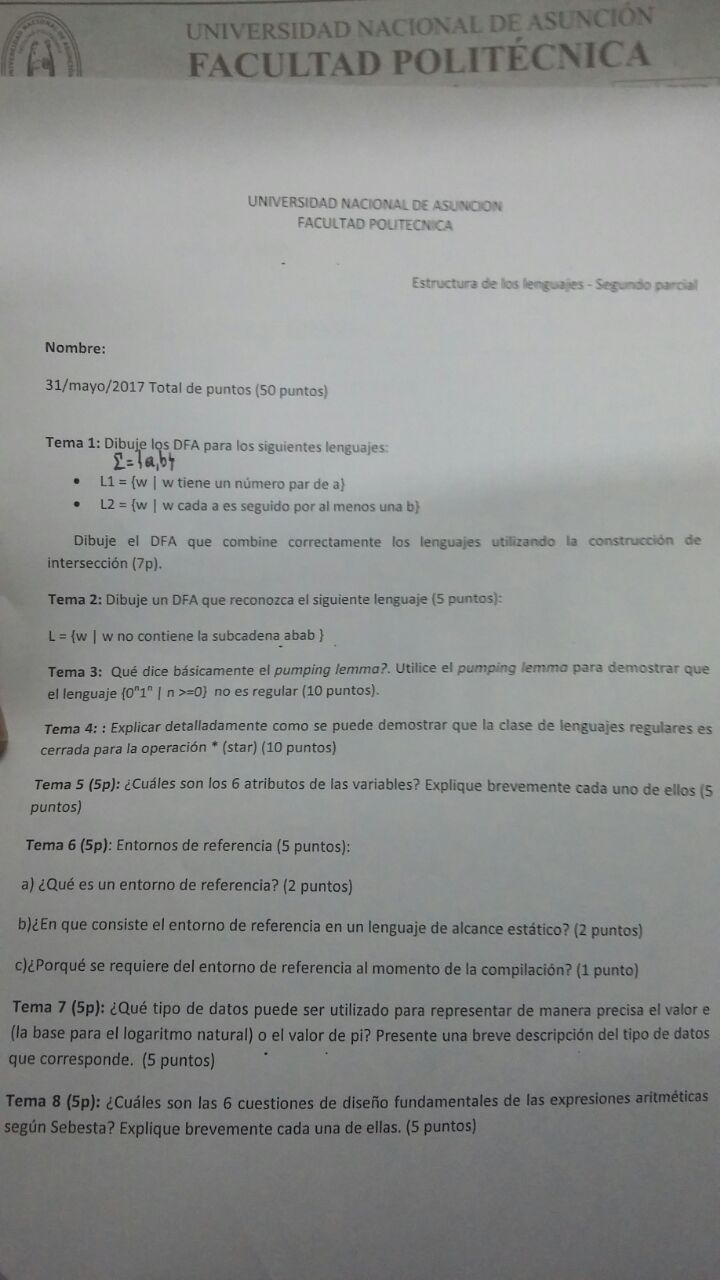 UNIVERSIDAD NACIONAL DE ASUNCIÓN
FACULTAD POLITÉCNICA
UNIVERSIDAD NACIONAL DE ASUNCION
FACULTAD POLITECNICA
Estructura de los lenguajes - Segundo parcial
Nombre:
31/mayo/2017 Total de puntos (50 puntos)
Tema 1: Dibuje los DFA para los siguientes lenguajes:
Σ={a,b}
• L1 = {w | w tiene un número par de a}
• L2 = {w | w cada a es seguido por al menos una b}
Dibuje el DFA que combine correctamente los lenguajes utilizando la construcción de
intersección (7p).
Tema 2: Dibuje un DFA que reconozca el siguiente lenguaje (5 puntos):
L = {w | w no contiene la subcadena abab }
Tema 3: Qué dice básicamente el pumping lemma?. Utilice el pumping lemma para demostrar que
el lenguaje {0ⁿ1ⁿ | n >=0} no es regular (10 puntos).
Tema 4: : Explicar detalladamente como se puede demostrar que la clase de lenguajes regulares es
cerrada para la operación * (star) (10 puntos)
Tema 5 (5p): ¿Cuáles son los 6 atributos de las variables? Explique brevemente cada uno de ellos (5
puntos)
Tema 6 (5p): Entornos de referencia (5 puntos):
a) ¿Qué es un entorno de referencia? (2 puntos)
b)¿En que consiste el entorno de referencia en un lenguaje de alcance estático? (2 puntos)
c)¿Porqué se requiere del entorno de referencia al momento de la compilación? (1 punto)
Tema 7 (5p): ¿Qué tipo de datos puede ser utilizado para representar de manera precisa el valor e
(la base para el logaritmo natural) o el valor de pi? Presente una breve descripción del tipo de datos
que corresponde. (5 puntos)
Tema 8 (5p): ¿Cuáles son las 6 cuestiones de diseño fundamentales de las expresiones aritméticas
según Sebesta? Explique brevemente cada una de ellas. (5 puntos)